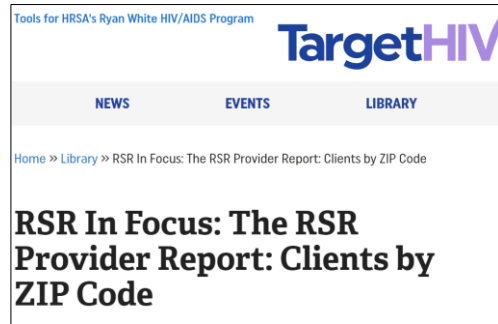 Tools for HRSA's Ryan White HIV/AIDS Program
TargetHIV
NEWS EVENTS LIBRARY
Home » Library » RSR In Focus: The RSR Provider Report: Clients by ZIP Code
RSR In Focus: The RSR
Provider Report: Clients by
ZIP Code